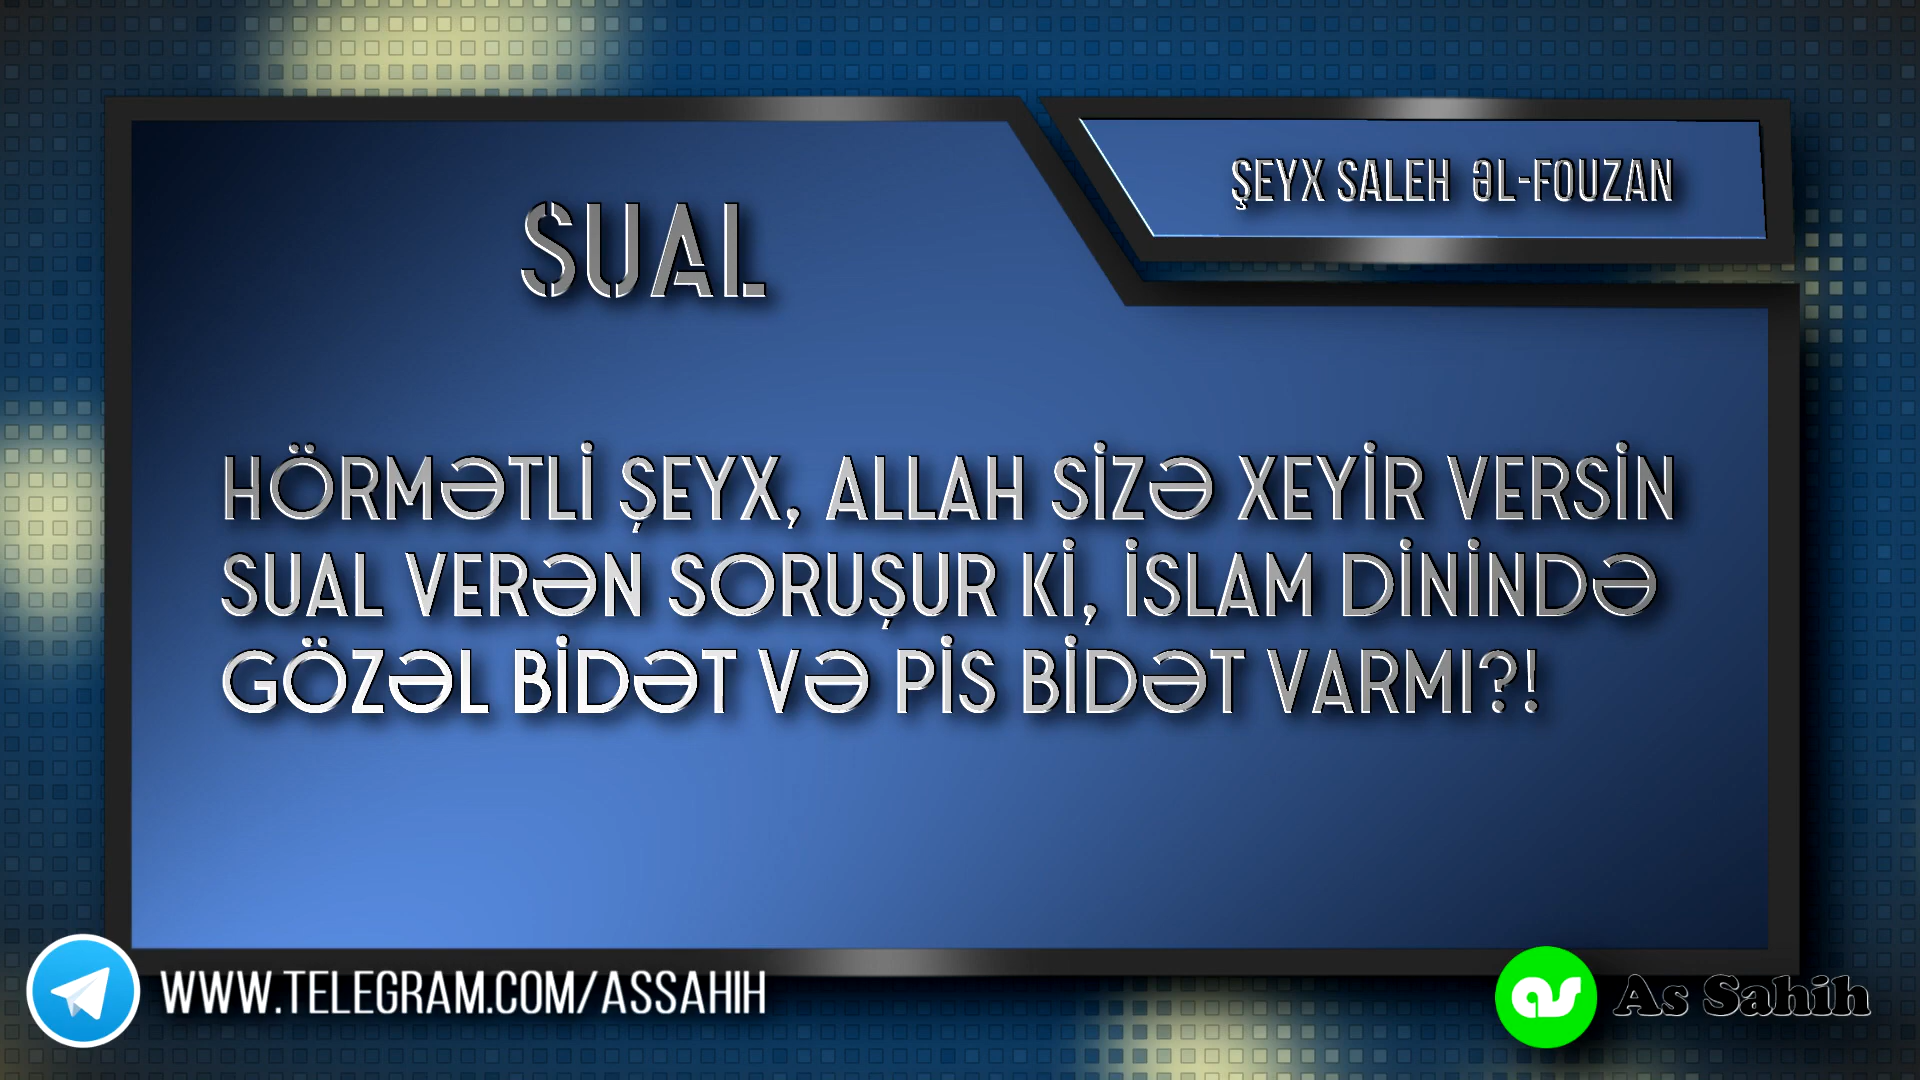 ŞEYX SALEH ƏL-FOUZAN
SUAL
HÖRMƏTLİ ŞEYX, ALLAH SİZƏ XEYİR VERSİN
SUAL VERƏN SORUŞUR Kİ, İSLAM DİNİNDƏ
GÖZƏL BİDƏT VƏ PİS BİDƏT VARMI?!
WWW.TELEGRAM.COM/ASSAHIH
as As Sahih